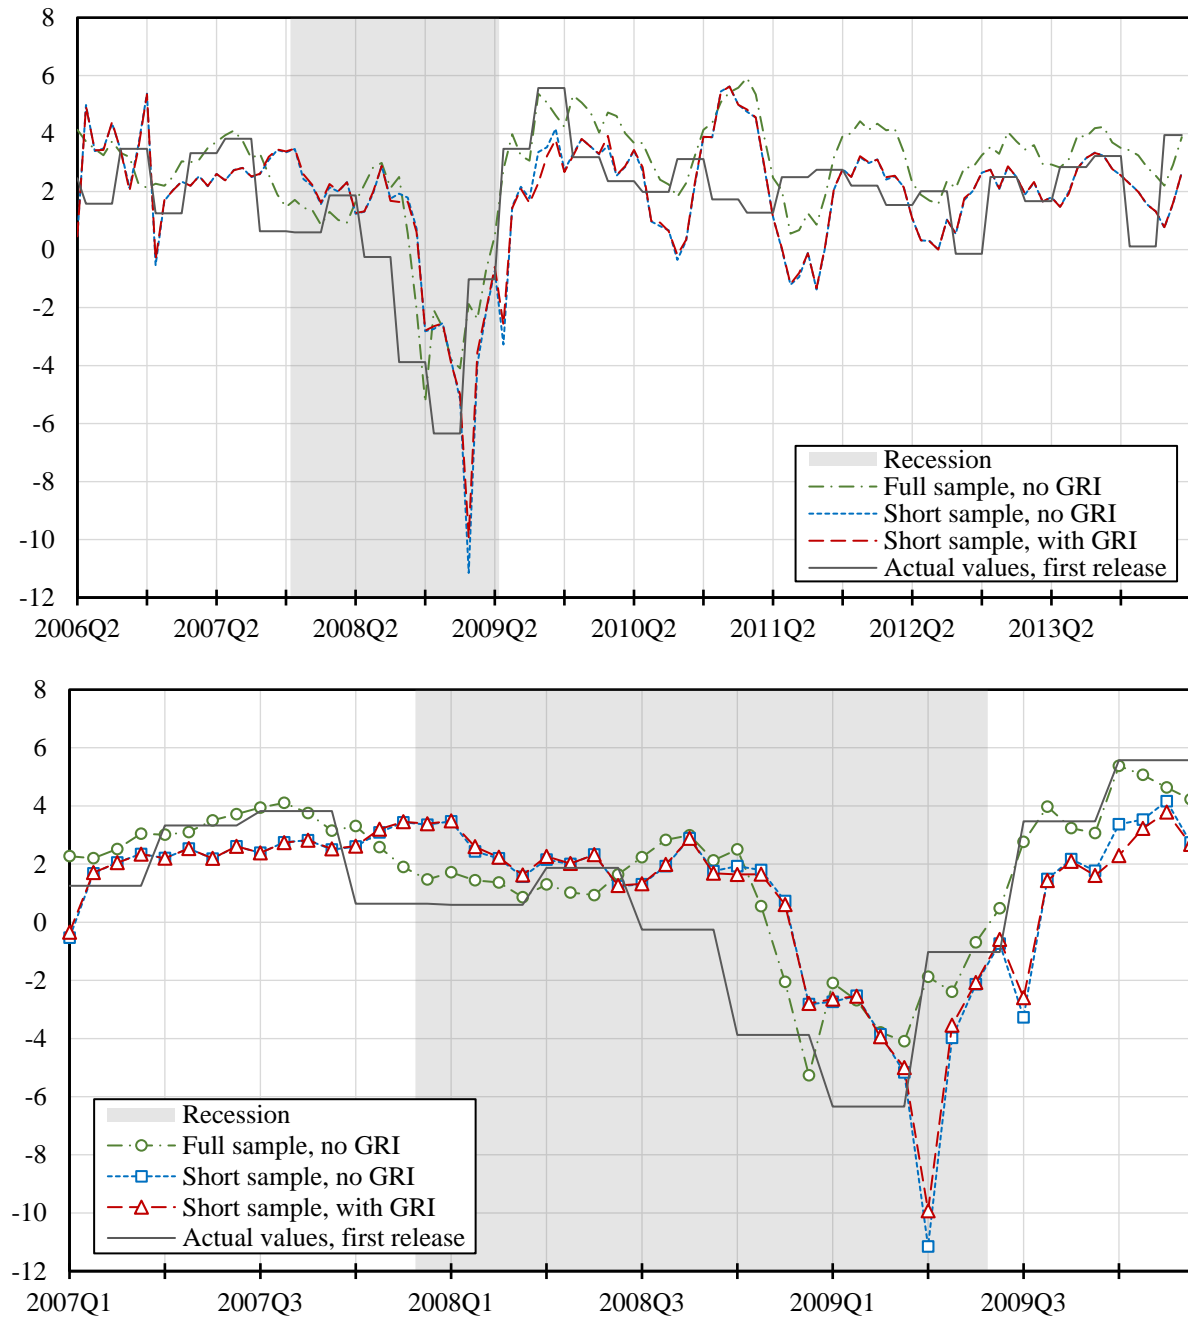 8
6
4
2
0
-2
-4
-6
-8
-10
-12
2006Q2 2007Q2 2008Q2 2009Q2 2010Q2 2011Q2 2012Q2 2013Q2
Recession
Full sample, no GRI
Short sample, no GRI
Short sample, with GRI
Actual values, first release
8
6
4
2
0
-2
-4
-6
-8
-10
-12
2007Q1 2007Q3 2008Q1 2008Q3 2009Q1 2009Q3
Recession
Full sample, no GRI
Short sample, no GRI
Short sample, with GRI
Actual values, first release